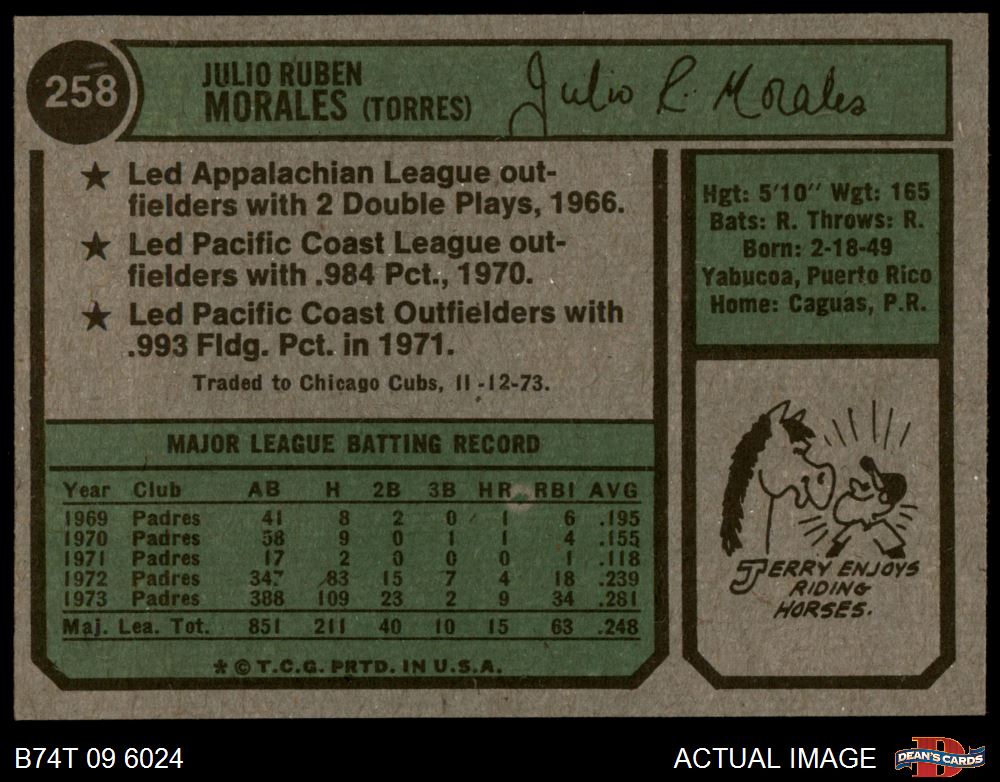 258
JULIO RUBEN
MORALES (TORRES)
Julio R. Morales
★ Led Appalachian League out-
fielders with 2 Double Plays, 1966.
★ Led Pacific Coast League out-
fielders with .984 Pct., 1970.
★ Led Pacific Coast Outfielders with
.993 Fldg. Pct. in 1971.
Traded to Chicago Cubs, 11-12-73.
Hgt: 5'10" Wgt: 165
Bats: R. Throws: R.
Born: 2-18-49
Yabucoa, Puerto Rico
Home: Caguas, P.R.
MAJOR LEAGUE BATTING RECORD
Year Club AB H 2B 3B HR RBI AVG
1969 Padres 41 8 2 0 1 6 .195
1970 Padres 58 9 0 1 1 4 .155
1971 Padres 17 2 0 0 0 1 .118
1972 Padres 347 83 15 7 4 18 .239
1973 Padres 388 109 23 2 9 34 .281
Maj. Lea. Tot. 851 211 40 10 15 63 .248
* © T.C.G. PRTD. IN U.S.A.
JERRY ENJOYS
RIDING
HORSES.
B74T 09 6024
ACTUAL IMAGE
D
DEAN'S CARDS